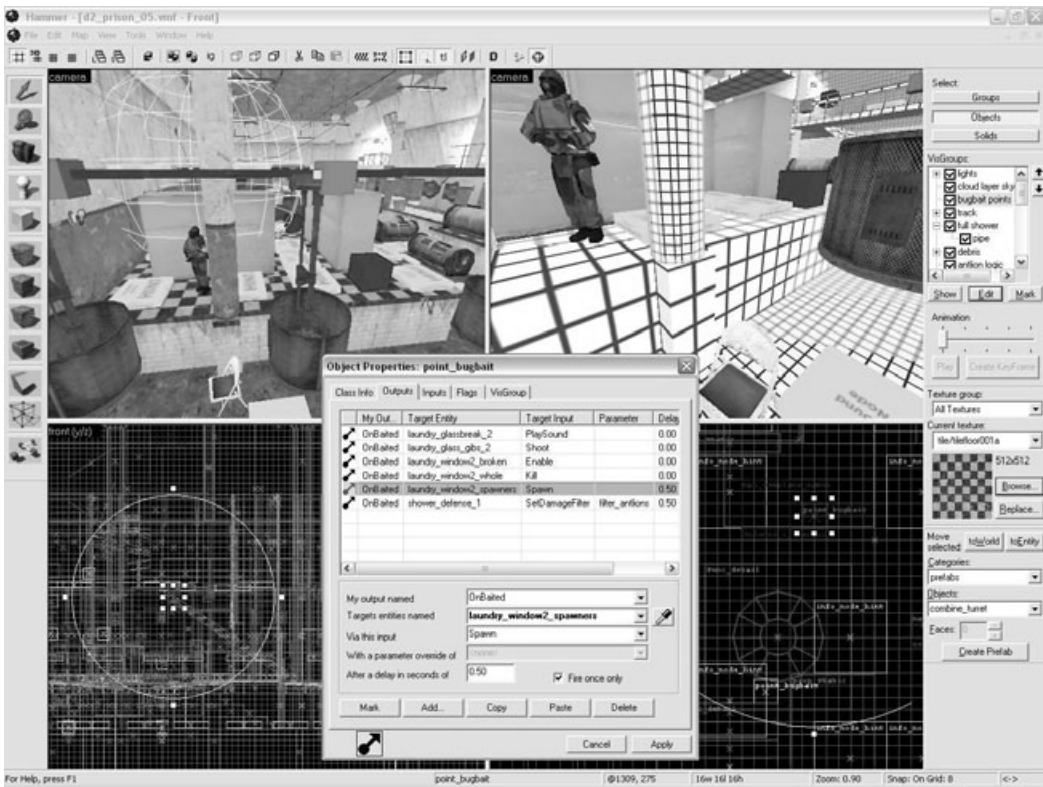 Hammer - [d2_prison_05.vmf - Front]
File Edit Map View Tools Window Help
camera
camera
Select:
Groups
Objects
Solids
VisGroups:
lights
cloud layer sky
bugbait points
track
full shower
pipe
debris
antlion logic
Show Edit Mark
Animation
Play Create KeyFrame
Texture group:
All Textures
Current texture:
tile/tilefloor001a
512x512
Browse...
Replace...
Move selected: toWorld toEntity
Categories:
prefabs
Objects:
combine_turret
Faces: 0
Create Prefab
front (y/z)
Object Properties: point_bugbait
Class Info Outputs Inputs Flags VisGroup
My Out... Target Entity Target Input Parameter Delay
OnBaited laundry_glassbreak_2 PlaySound 0.00
OnBaited laundry_glass_gibs_2 Shoot 0.00
OnBaited laundry_window2_broken Enable 0.00
OnBaited laundry_window2_whole Kill 0.00
OnBaited laundry_window2_spawners Spawn 0.50
OnBaited shower_defense_1 SetDamageFilter filter_antlions 0.50
My output named OnBaited
Targets entities named laundry_window2_spawners
Via this input Spawn
With a parameter override of <none>
After a delay in seconds of 0.50 Fire once only
Mark Add... Copy Paste Delete
Cancel Apply
info_node_hint
point_bugbait
func_detail
info_node_hint
info_node_hint
point_bugbait
info_node_hint
For Help, press F1 point_bugbait @1309, 275 16w 16l 16h Zoom: 0.90 Snap: On Grid: 8 <->